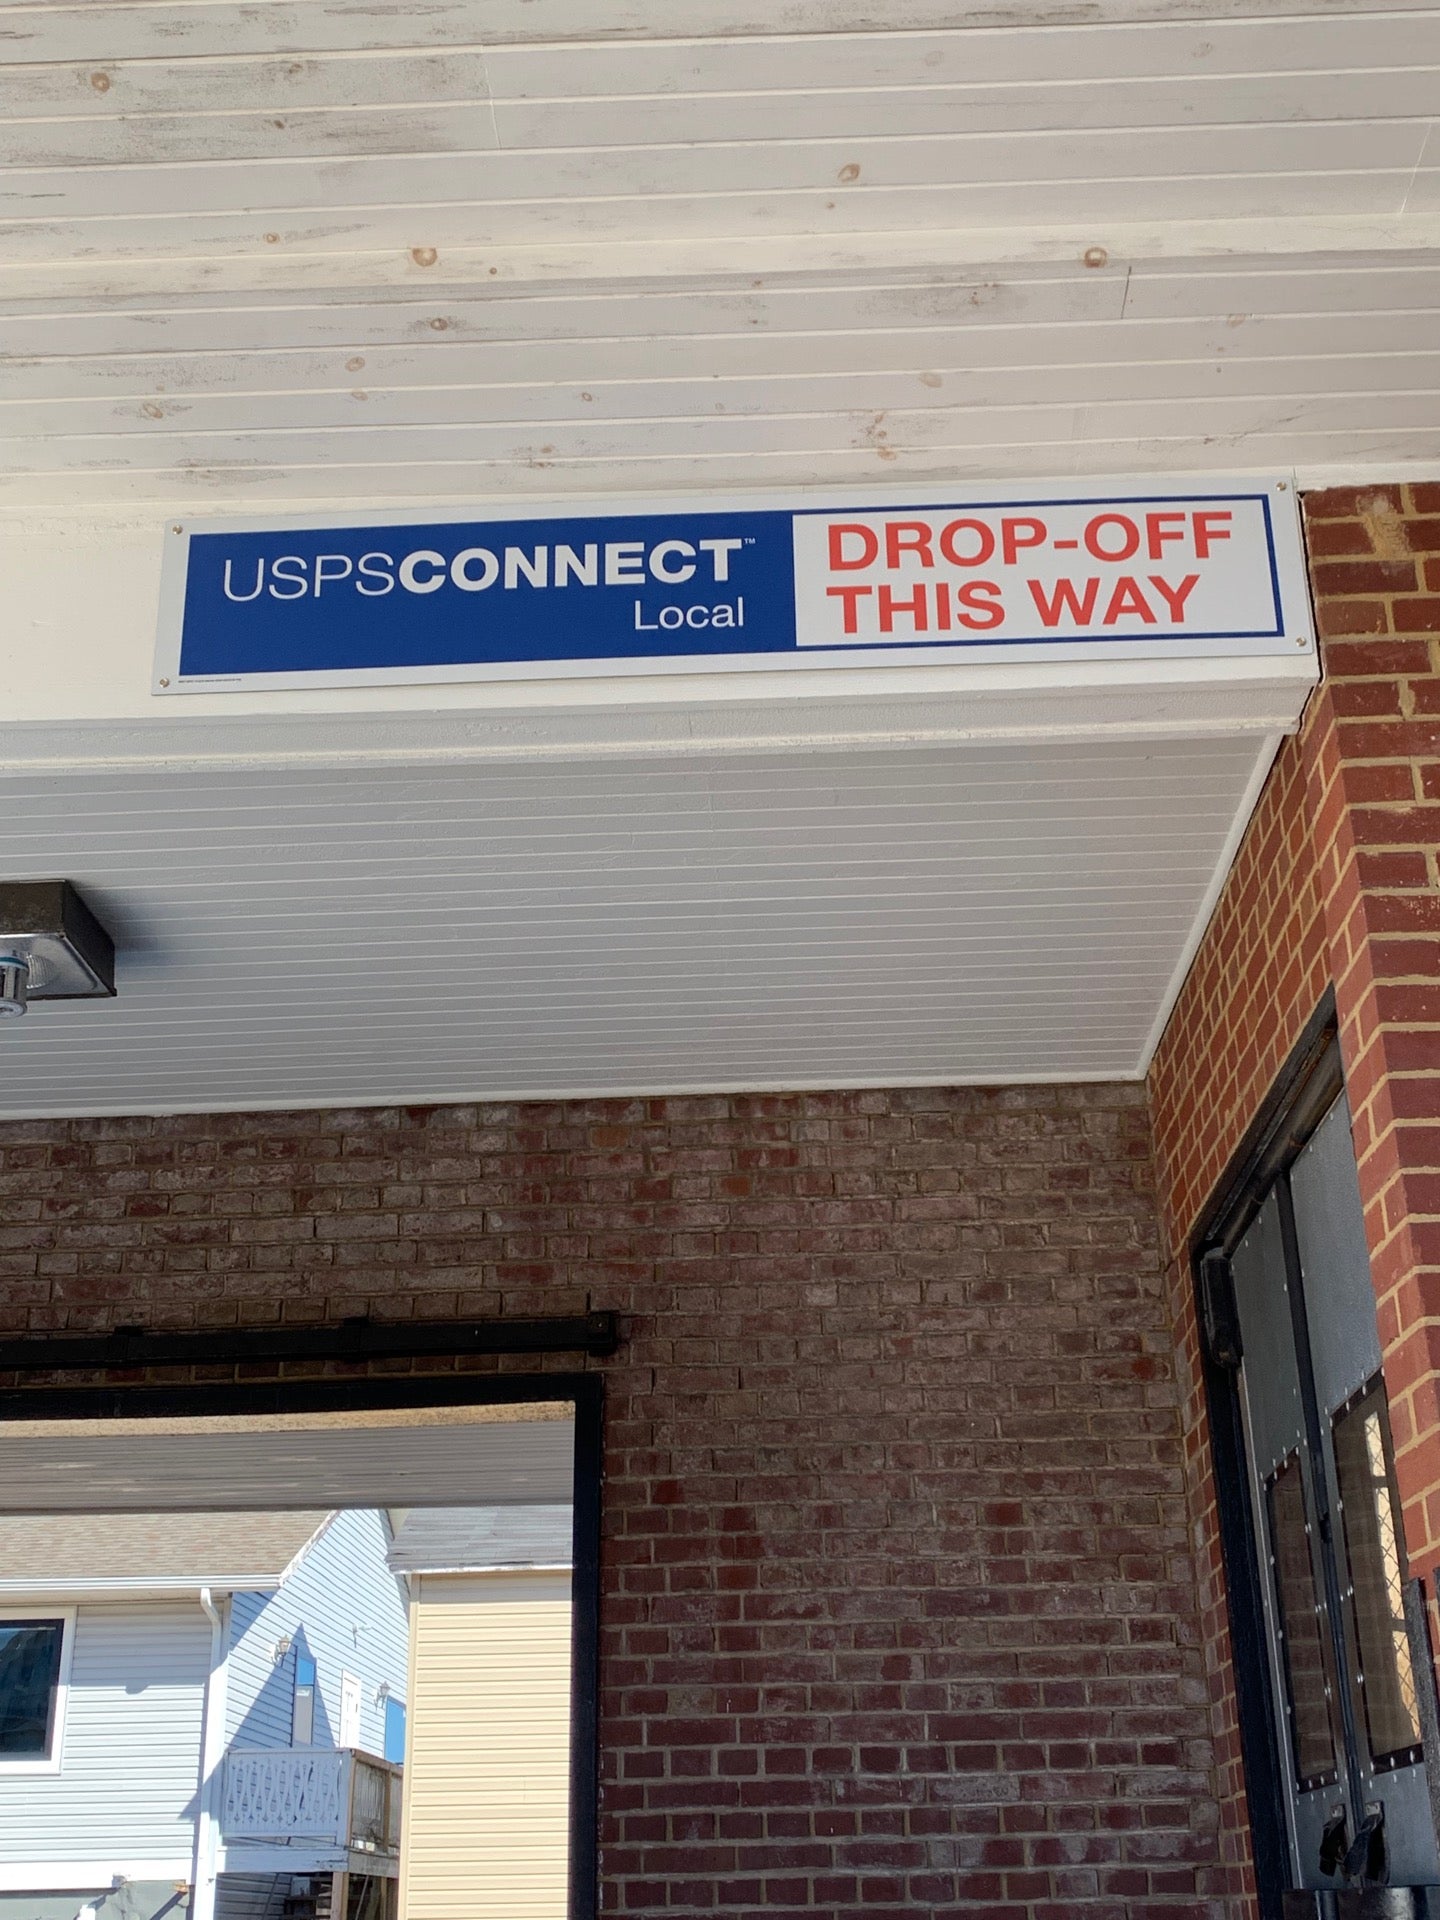 USPSCONNECT™
Local
DROP-OFF
THIS WAY